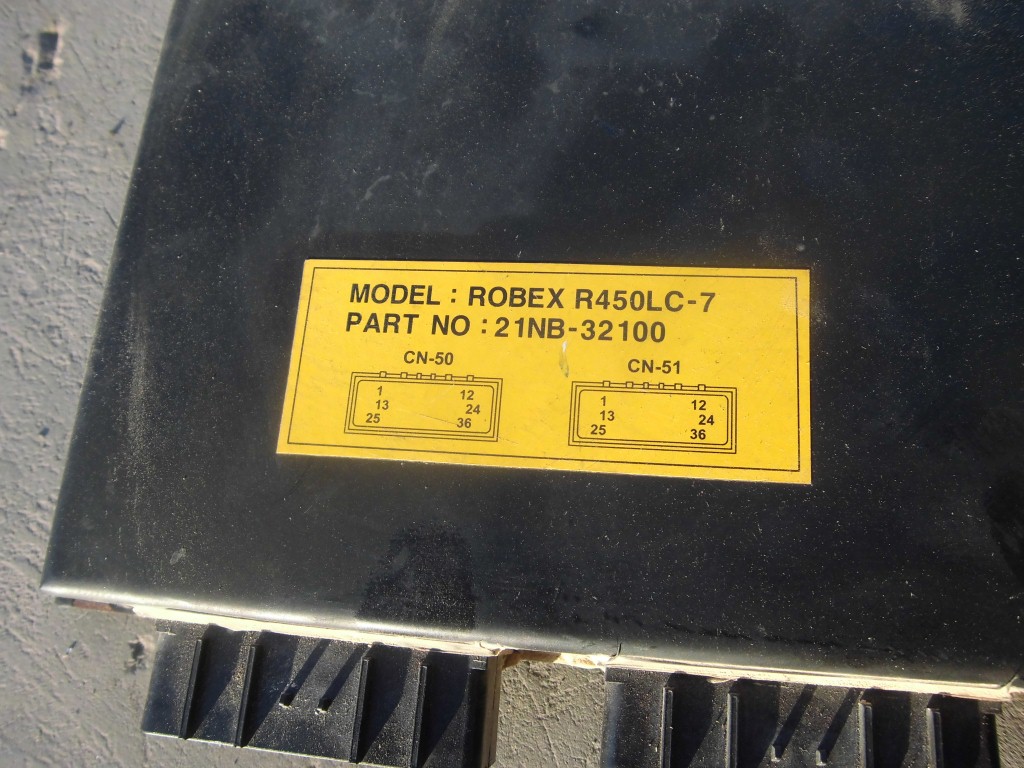 MODEL : ROBEX R450LC-7
PART NO : 21NB-32100
CN-50
1 12
13 24
25 36
CN-51
1 12
13 24
25 36